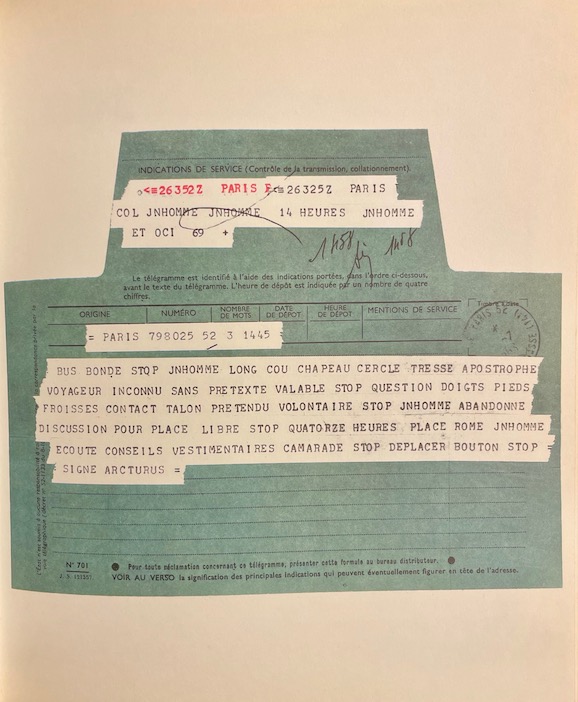 INDICATIONS DE SERVICE (Contrôle de la transmission, collationnement).
<≡26352Z PARIS <≡26325Z PARIS
COL JNHOMME JNHOMME 14 HEURES JNHOMME
ET OCI 69 +
1458 1458
Le télégramme est identifié à l'aide des indications portées, dans l'ordre ci-dessous,
avant le texte du télégramme. L'heure de dépôt est indiquée par un nombre de quatre
chiffres.
ORIGINE NUMÉRO NOMBRE DE MOTS DATE DE DÉPOT HEURE DE DÉPOT MENTIONS DE SERVICE
Timbre à date
PARIS 52
= PARIS 798025 52 3 1445
BUS BONDE STQP JNHOMME LONG COU CHAPEAU CERCLE TRESSE APOSTROPHE
VOYAGEUR INCONNU SANS PRETEXTE VALABLE STOP QUESTION DOIGTS PIEDS
FROISSES CONTACT TALON PRETENDU VOLONTAIRE STOP JNHOMME ABANDONNE
DISCUSSION POUR PLACE LIBRE STOP QUATORZE HEURES PLACE ROME JNHOMME
ECOUTE CONSEILS VESTIMENTAIRES CAMARADE STOP DEPLACER BOUTON STOP =
SIGNE ARCTURUS =
N° 701 ● Pour toute réclamation concernant ce télégramme, présenter cette formule au bureau distributeur. ●
VOIR AU VERSO la signification des principales indications qui peuvent éventuellement figurer en tête de l'adresse.